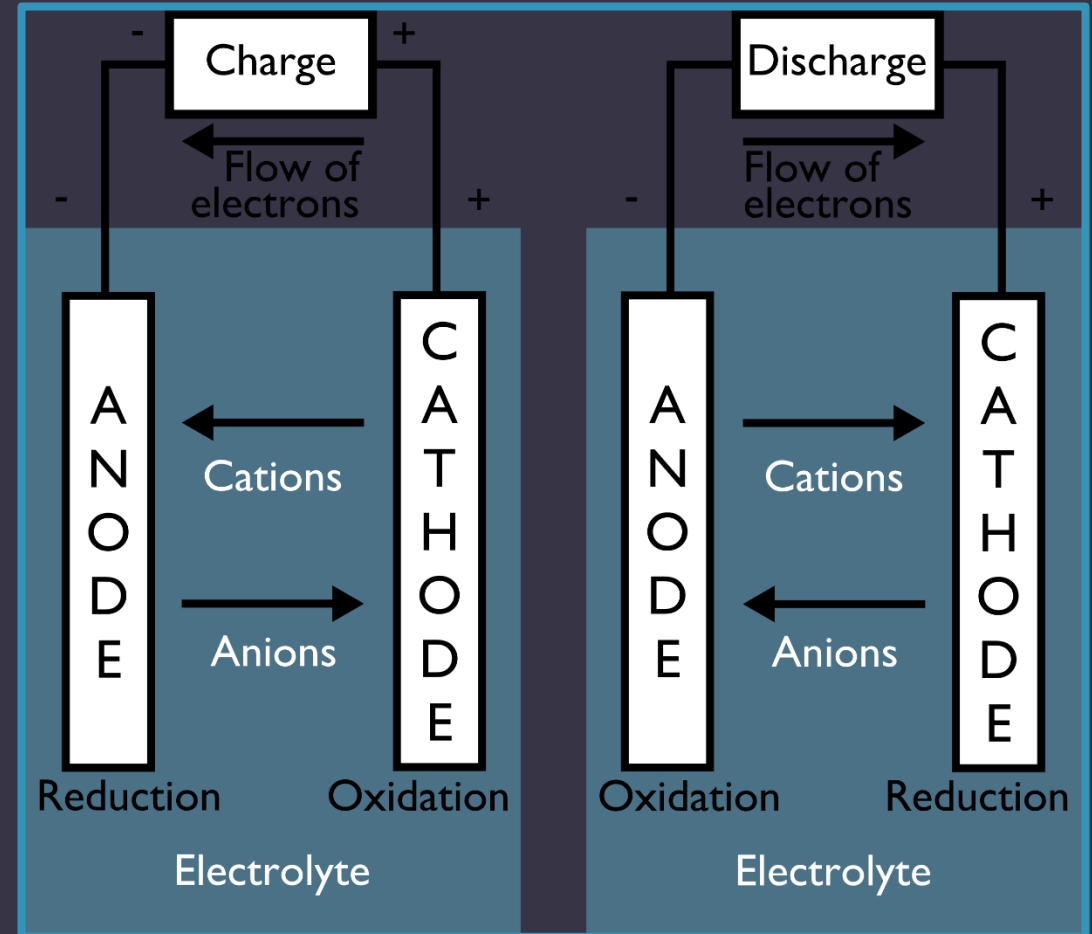 - +
Charge
Flow of
electrons
- +
A
N
O
D
E
C
A
T
H
O
D
E
Cations
Anions
Reduction
Oxidation
Electrolyte
Discharge
Flow of
electrons
- +
A
N
O
D
E
C
A
T
H
O
D
E
Cations
Anions
Oxidation
Reduction
Electrolyte